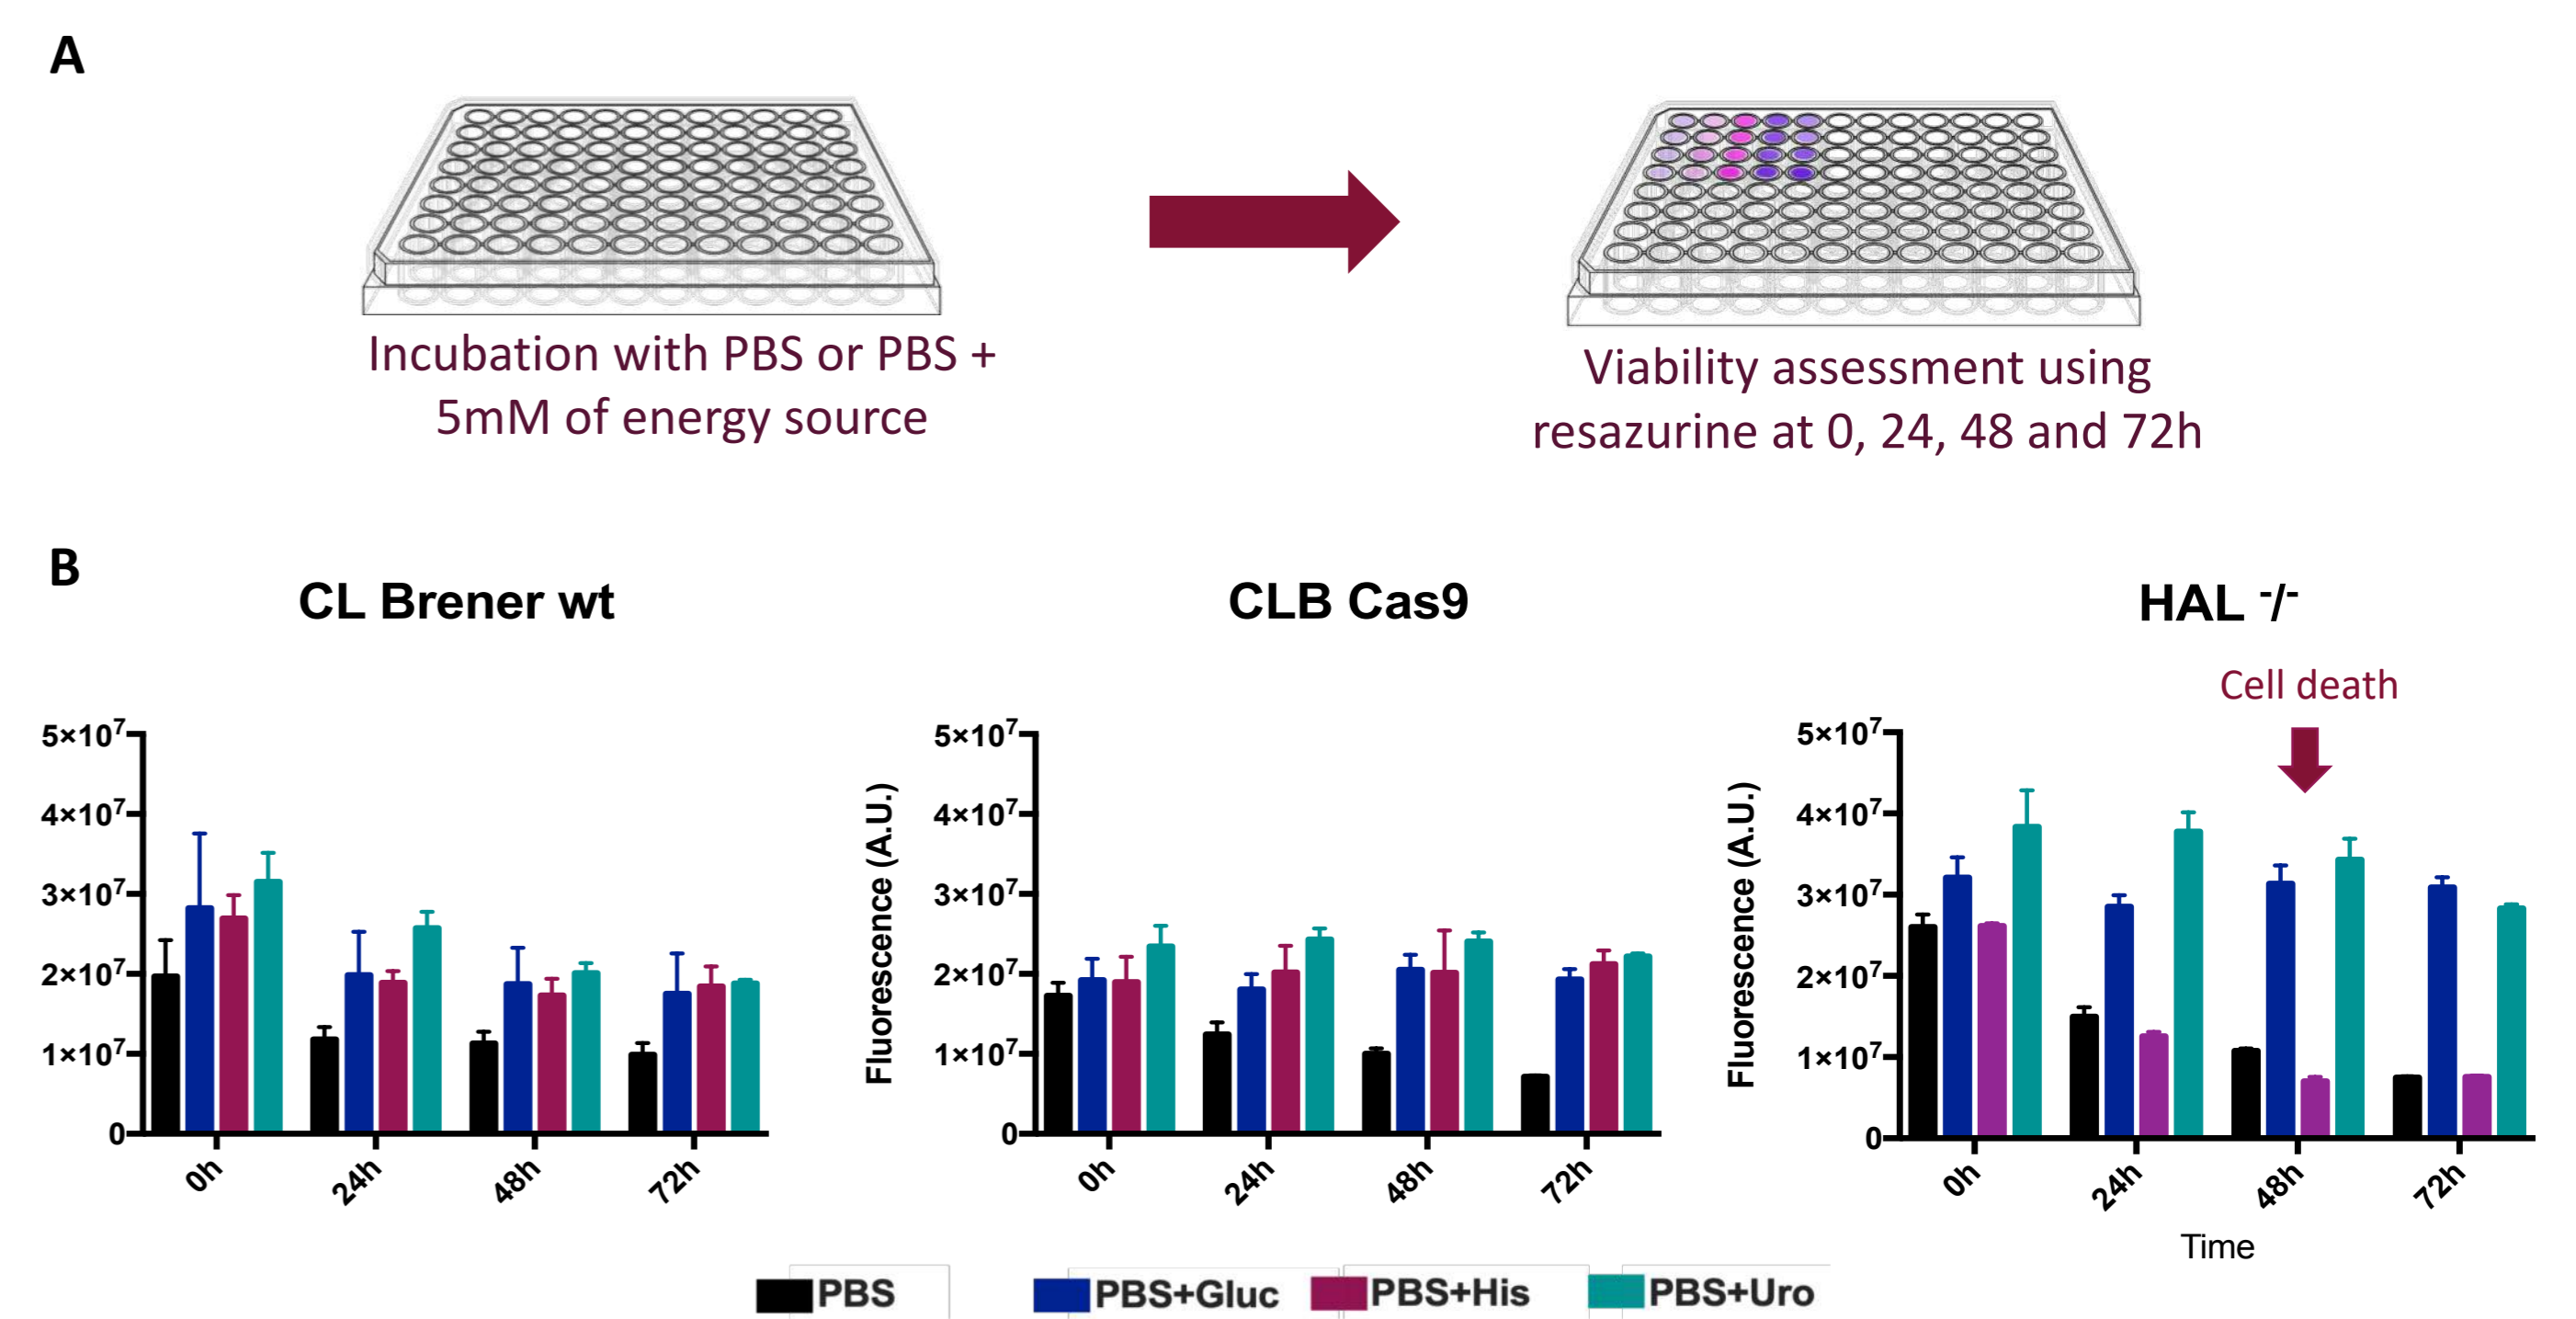 A
Incubation with PBS or PBS +
5mM of energy source
Viability assessment using
resazurine at 0, 24, 48 and 72h
B
CL Brener wt
5×10⁷
4×10⁷
3×10⁷
2×10⁷
1×10⁷
0
0h
24h
48h
72h
CLB Cas9
Fluorescence (A.U.)
5×10⁷
4×10⁷
3×10⁷
2×10⁷
1×10⁷
0
0h
24h
48h
72h
HAL -/-
Cell death
Fluorescence (A.U.)
5×10⁷
4×10⁷
3×10⁷
2×10⁷
1×10⁷
0
0h
24h
48h
72h
Time
PBS
PBS+Gluc
PBS+His
PBS+Uro